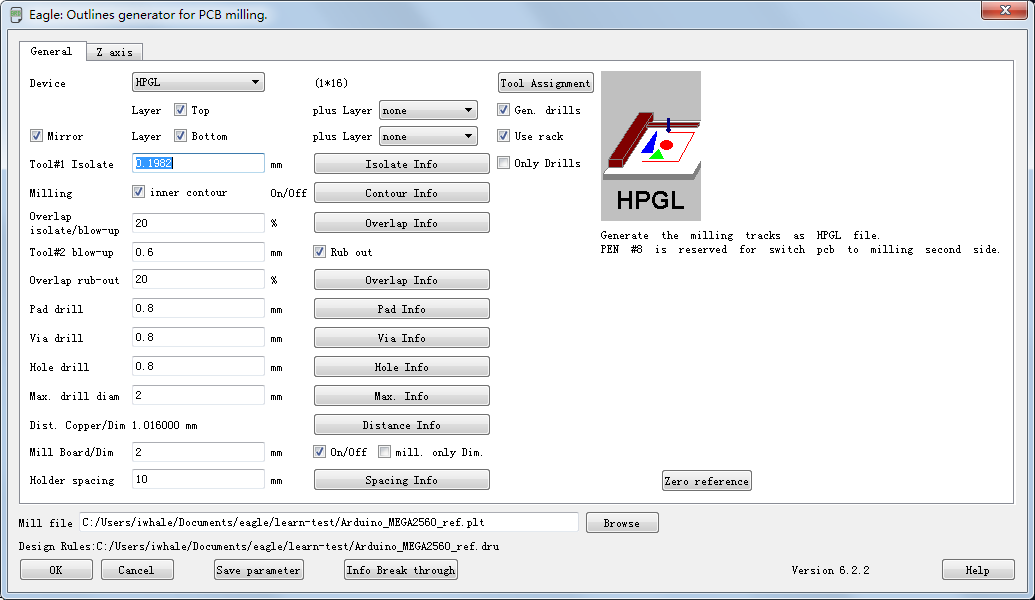 Eagle: Outlines generator for PCB milling.
General
Z axis
Device
HPGL
(1*16)
Tool Assignment
Layer
Top
plus Layer
none
Gen. drills
Mirror
Layer
Bottom
plus Layer
none
Use rack
Tool#1 Isolate
0.1982
mm
Isolate Info
Only Drills
Milling
inner contour
On/Off
Contour Info
Overlap
isolate/blow-up
20
%
Overlap Info
Tool#2 blow-up
0.6
mm
Rub out
Overlap rub-out
20
%
Overlap Info
Pad drill
0.8
mm
Pad Info
Via drill
0.8
mm
Via Info
Hole drill
0.8
mm
Hole Info
Max. drill diam
2
mm
Max. Info
Dist. Copper/Dim 1.016000 mm
Distance Info
Mill Board/Dim
2
mm
On/Off
mill. only Dim.
Holder spacing
10
mm
Spacing Info
HPGL
Generate the milling tracks as HPGL file.
PEN #8 is reserved for switch pcb to milling second side.
Zero reference
Mill file
C:/Users/iwhale/Documents/eagle/learn-test/Arduino_MEGA2560_ref.plt
Browse
Design Rules:C:/Users/iwhale/Documents/eagle/learn-test/Arduino_MEGA2560_ref.dru
OK
Cancel
Save parameter
Info Break through
Version 6.2.2
Help